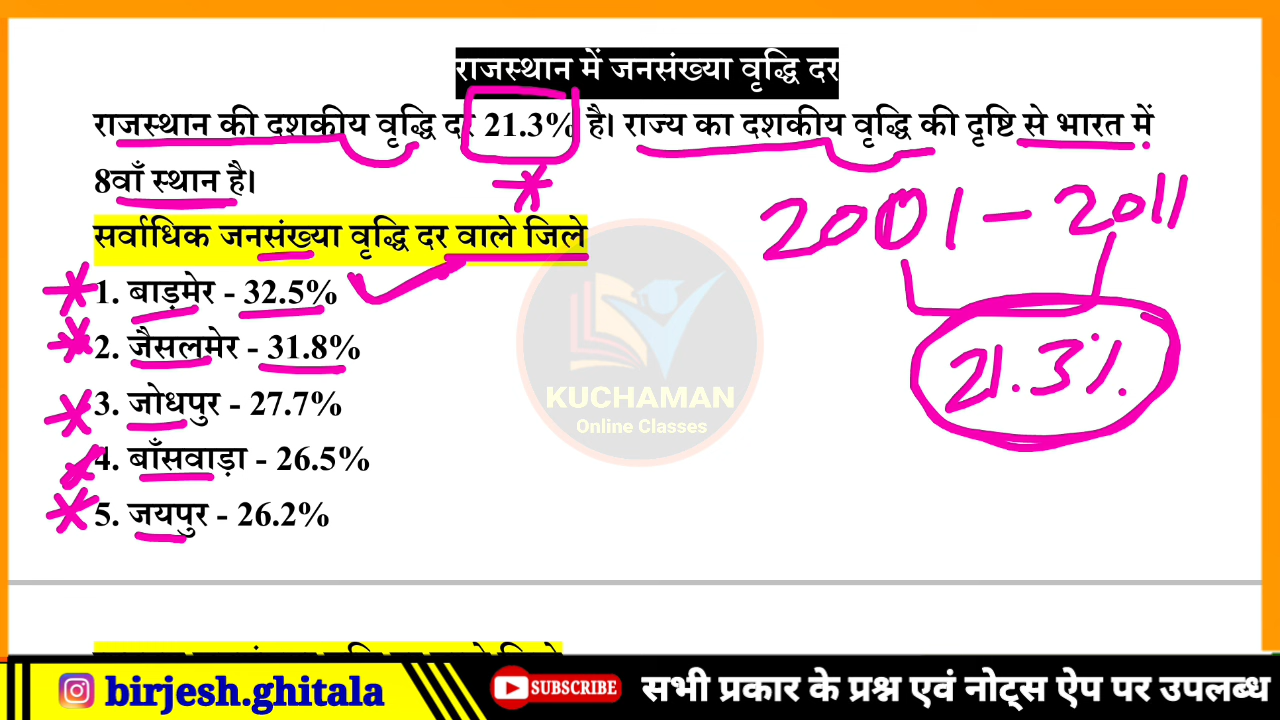 राजस्थान में जनसंख्या वृद्धि दर
राजस्थान की दशकीय वृद्धि दर 21.3% है। राज्य का दशकीय वृद्धि की दृष्टि से भारत में
8वाँ स्थान है।
2001 - 2011
सर्वाधिक जनसंख्या वृद्धि दर वाले जिले
1. बाड़मेर - 32.5%
2. जैसलमेर - 31.8%
21.3%
3. जोधपुर - 27.7%
KUCHAMAN
Online Classes
4. बाँसवाड़ा - 26.5%
5. जयपुर - 26.2%
birjesh.ghitala
SUBSCRIBE
सभी प्रकार के प्रश्न एवं नोट्स ऐप पर उपलब्ध